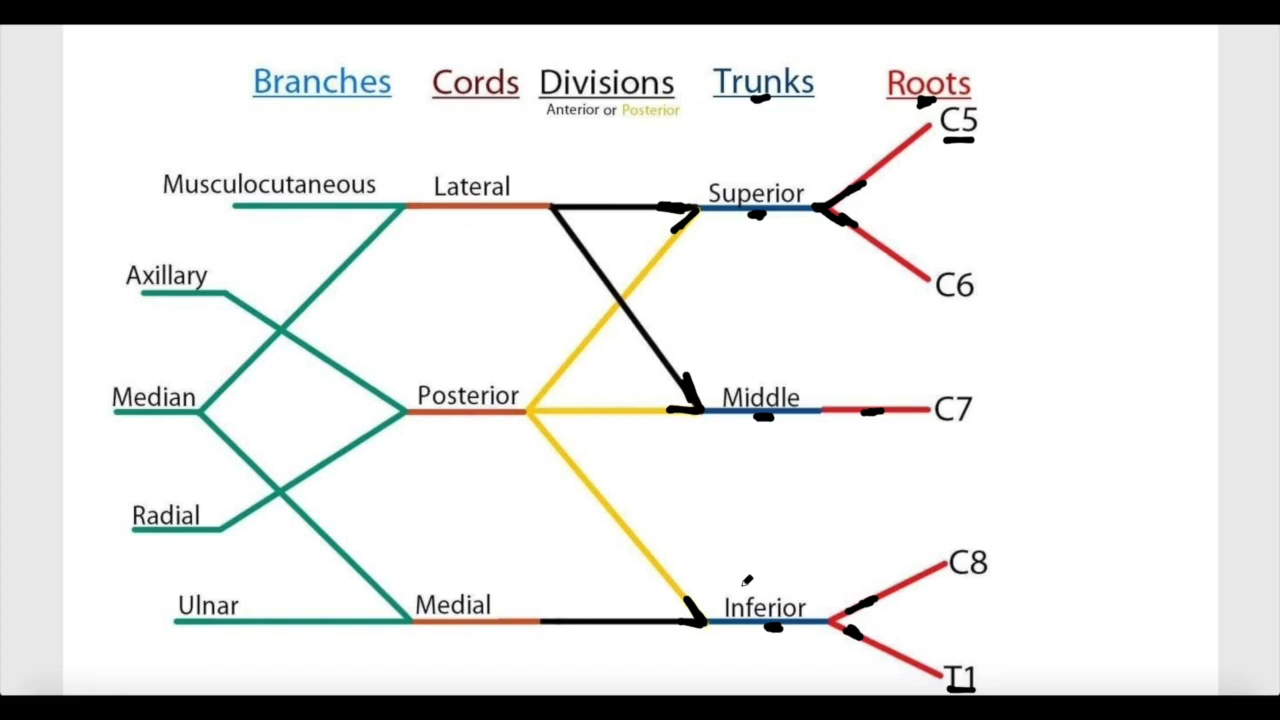 Branches Cords Divisions Trunks Roots
Anterior or Posterior
C5
Musculocutaneous Lateral Superior
Axillary C6
Median Posterior Middle C7
Radial
C8
Ulnar Medial Inferior
T1